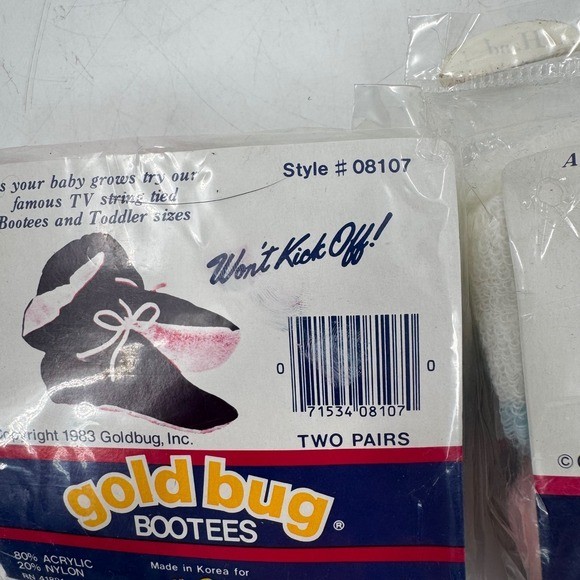 s your baby grows try our
famous TV string tied
Bootees and Toddler sizes
Style # 08107
Won't Kick Off!
0 71534 08107 0
Copyright 1983 Goldbug, Inc.
TWO PAIRS
gold bug®
BOOTEES
80% ACRYLIC
20% NYLON
Made in Korea for
A
©